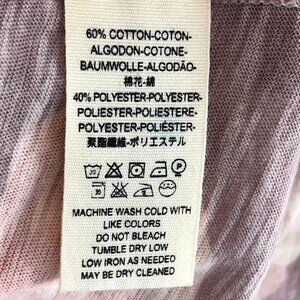 60% COTTON-COTON-
ALGODON-COTONE-
BAUMWOLLE-ALGODÃO-
棉花-綿
40% POLYESTER-POLYESTER-
POLIESTER-POLIESTERE-
POLYESTER-POLIÉSTER-
聚酯纖維-ポリエステル
MACHINE WASH COLD WITH
LIKE COLORS
DO NOT BLEACH
TUMBLE DRY LOW
LOW IRON AS NEEDED
MAY BE DRY CLEANED